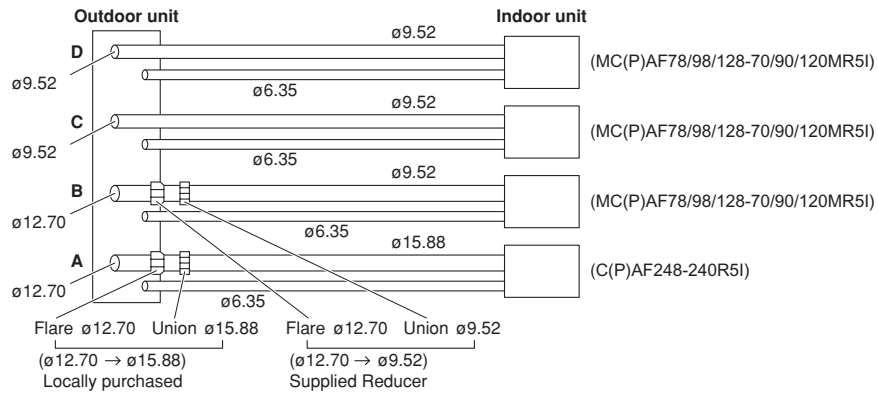 Outdoor unit
Indoor unit
ø9.52
D
(MC(P)AF78/98/128-70/90/120MR5I)
ø9.52
ø6.35
ø9.52
C
(MC(P)AF78/98/128-70/90/120MR5I)
ø9.52
ø6.35
ø9.52
B
(MC(P)AF78/98/128-70/90/120MR5I)
ø12.70
ø6.35
ø15.88
A
(C(P)AF248-240R5I)
ø12.70
ø6.35
Flare ø12.70 Union ø15.88
Flare ø12.70 Union ø9.52
(ø12.70 → ø15.88)
Locally purchased
(ø12.70 → ø9.52)
Supplied Reducer